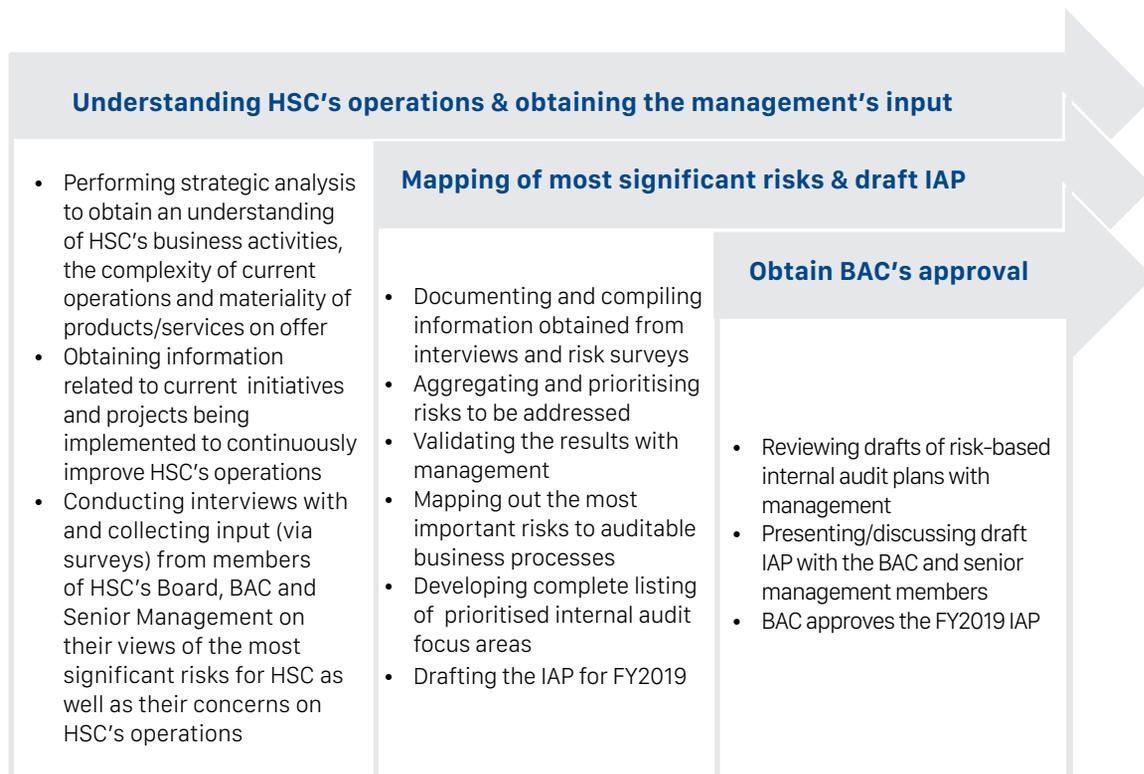 Understanding HSC's operations & obtaining the management's input
• Performing strategic analysis
to obtain an understanding
of HSC's business activities,
the complexity of current
operations and materiality of
products/services on offer
• Obtaining information
related to current initiatives
and projects being
implemented to continuously
improve HSC's operations
• Conducting interviews with
and collecting input (via
surveys) from members
of HSC's Board, BAC and
Senior Management on
their views of the most
significant risks for HSC as
well as their concerns on
HSC's operations
Mapping of most significant risks & draft IAP
• Documenting and compiling
information obtained from
interviews and risk surveys
• Aggregating and prioritising
risks to be addressed
• Validating the results with
management
• Mapping out the most
important risks to auditable
business processes
• Developing complete listing
of prioritised internal audit
focus areas
• Drafting the IAP for FY2019
Obtain BAC's approval
• Reviewing drafts of risk-based
internal audit plans with
management
• Presenting/discussing draft
IAP with the BAC and senior
management members
• BAC approves the FY2019 IAP